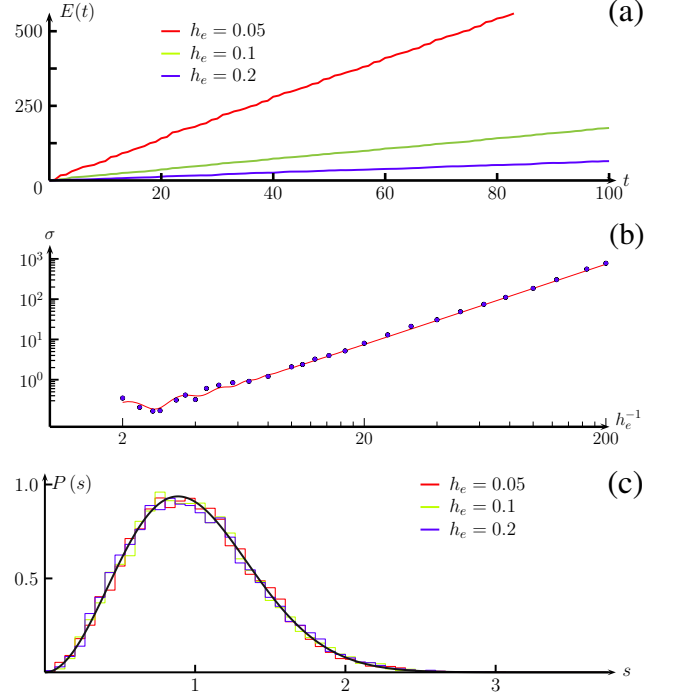 E(t) (a)
500
h_e = 0.05
h_e = 0.1
h_e = 0.2
250
0
20 40 60 80 100 t
σ (b)
10^3
10^2
10^1
10^0
2 20 200 h_e^{-1}
1.0 P(s) (c)
h_e = 0.05
h_e = 0.1
h_e = 0.2
0.5
1 2 3 s